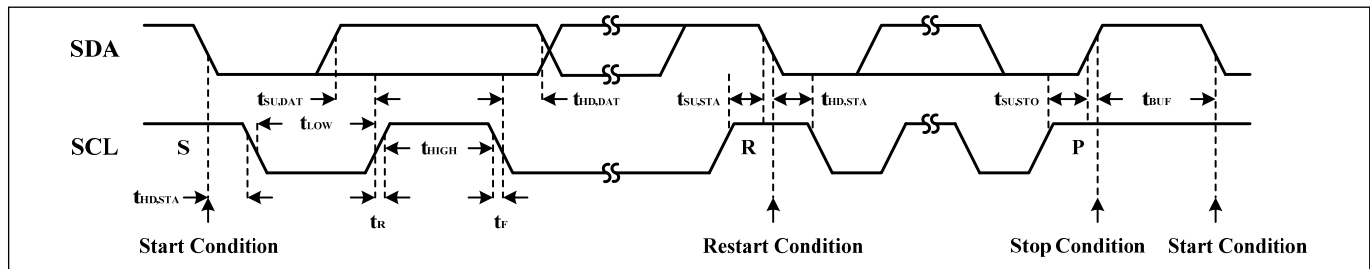 SDA
tSU,DAT tHD,DAT tSU,STA tHD,STA tSU,STO tBUF
tLOW
SCL S tHIGH R P
tHD,STA
tR tF
Start Condition Restart Condition Stop Condition Start Condition